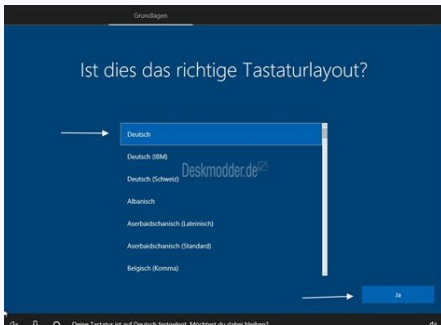 Grundlagen
Ist dies das richtige Tastaturlayout?
Deutsch
Deutsch (IBM)
Deutsch (Schweiz)
Deskmodder.de
Albanisch
Aserbaidschanisch (Lateinisch)
Aserbaidschanisch (Standard)
Belgisch (Komma)
Ja
Deine Tastatur ist auf Deutsch festgelegt. Möchtest du dabei bleiben?